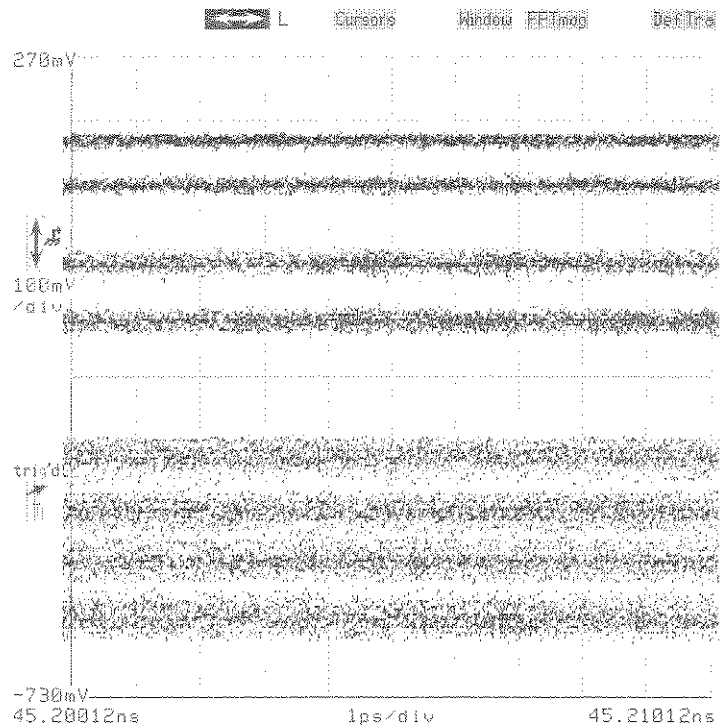 L Cursors Window FFTmag Def Tra
270mV
100mV
/div
trig'd
-730mV
45.20012ns 1ps/div 45.21012ns